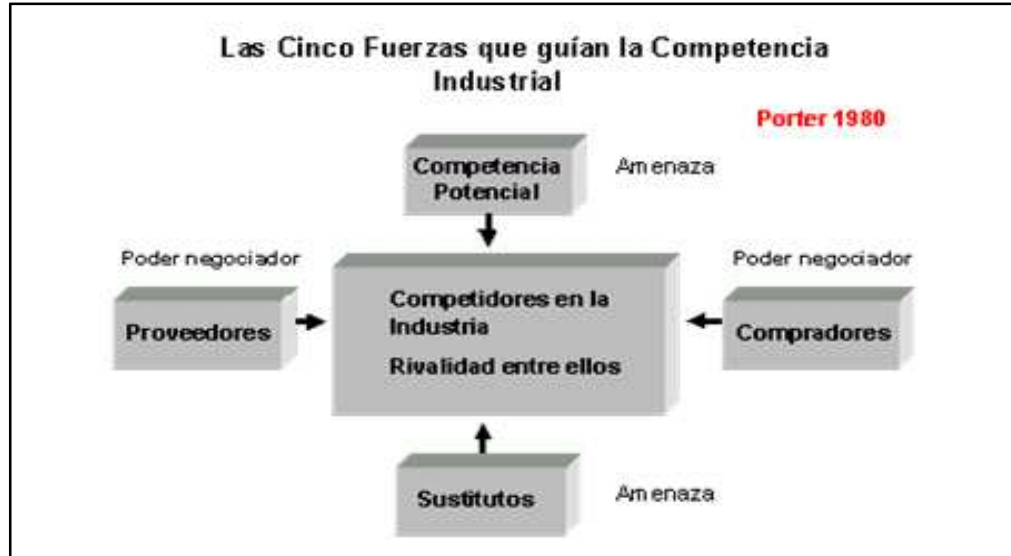 Las Cinco Fuerzas que guían la Competencia
Industrial
Porter 1980
Competencia
Potencial
Amenaza
Poder negociador
Poder negociador
Proveedores
Competidores en la
Industria
Rivalidad entre ellos
Compradores
Sustitutos
Amenaza